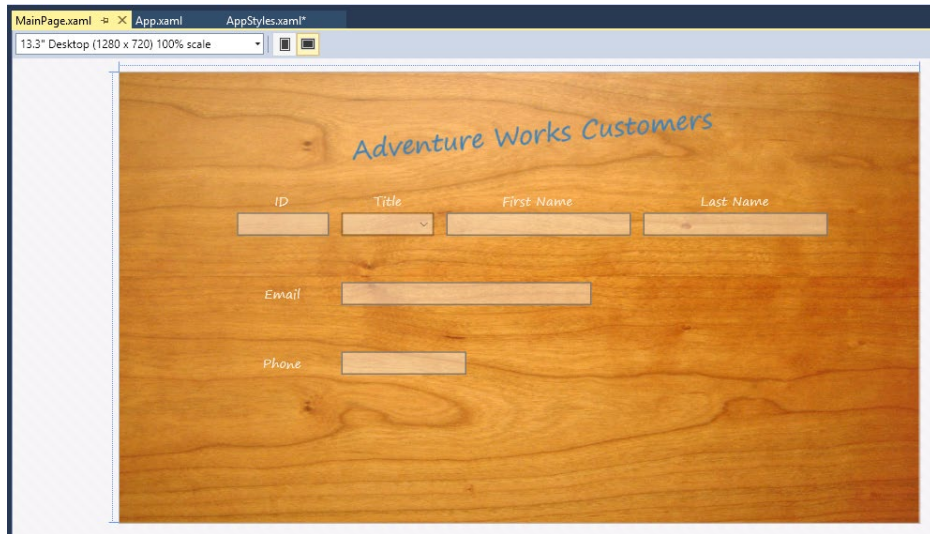 MainPage.xaml App.xaml AppStyles.xaml*
13.3" Desktop (1280 x 720) 100% scale
Adventure Works Customers
ID Title First Name Last Name
Email
Phone